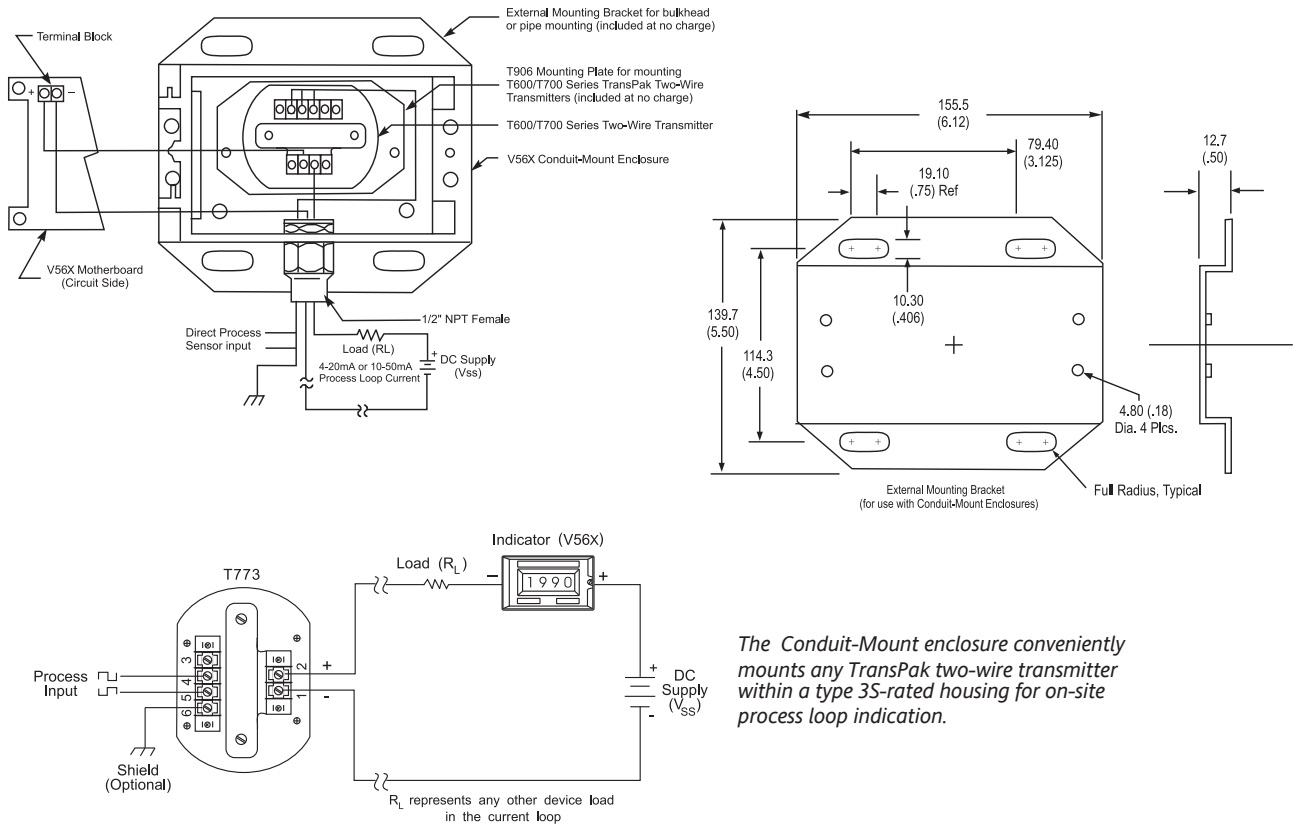 External Mounting Bracket for bulkhead
or pipe mounting (included at no charge)
Terminal Block
T906 Mounting Plate for mounting
T600/T700 Series TransPak Two-Wire
Transmitters (included at no charge)
+ −
T600/T700 Series Two-Wire Transmitter
V56X Conduit-Mount Enclosure
V56X Motherboard
(Circuit Side)
1/2" NPT Female
Direct Process
Sensor input
Load (RL)
4-20mA or 10-50mA
Process Loop Current
+
DC Supply
(Vss)
155.5
(6.12)
79.40
(3.125)
12.7
(.50)
19.10
(.75) Ref
10.30
(.406)
139.7
(5.50)
114.3
(4.50)
4.80 (.18)
Dia. 4 Plcs.
External Mounting Bracket
(for use with Conduit-Mount Enclosures)
Full Radius, Typical
Indicator (V56X)
Load (RL)
− +
1990
T773
3
4
5
6
2
1
+
-
Process
Input
Shield
(Optional)
+
DC
Supply
(VSS)
-
RL represents any other device load
in the current loop
The Conduit-Mount enclosure conveniently
mounts any TransPak two-wire transmitter
within a type 3S-rated housing for on-site
process loop indication.